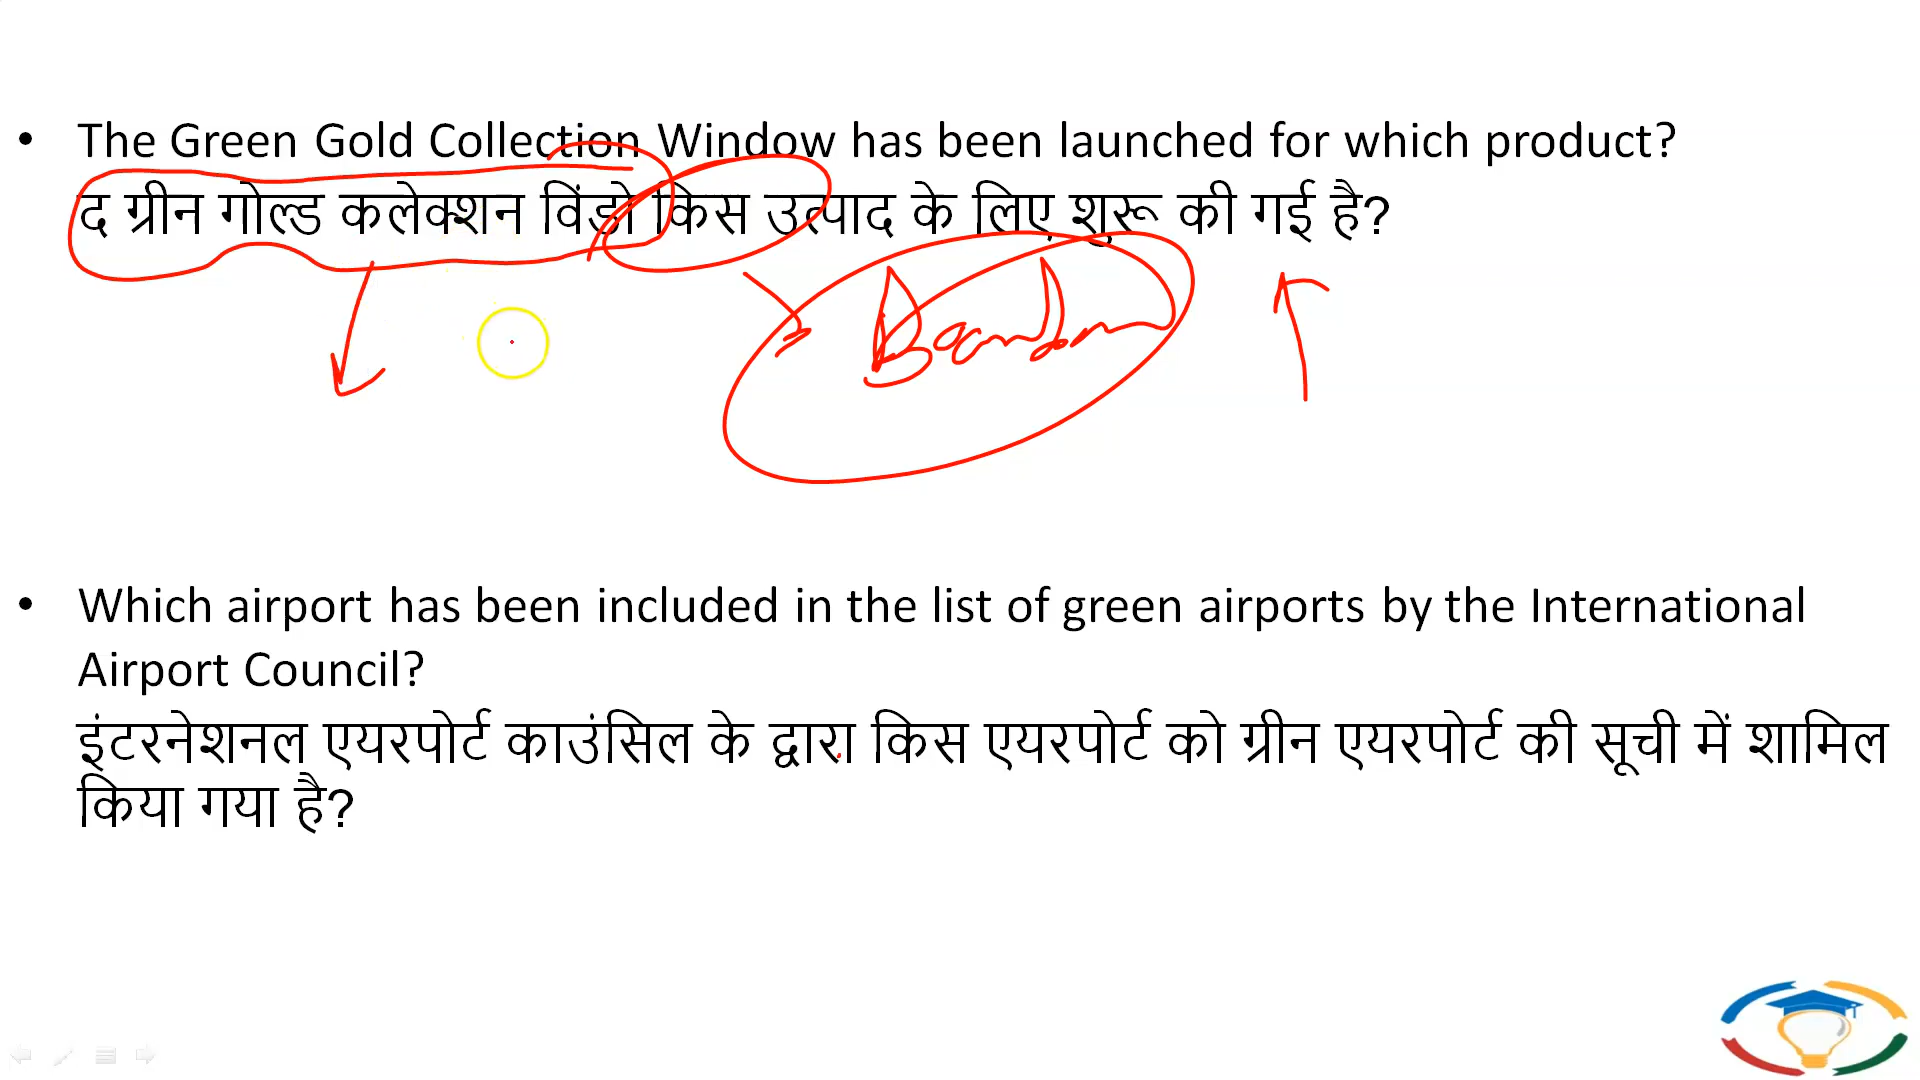 • The Green Gold Collection Window has been launched for which product?
द ग्रीन गोल्ड कलेक्शन विंडो किस उत्पाद के लिए शुरू की गई है?
• Which airport has been included in the list of green airports by the International
Airport Council?
इंटरनेशनल एयरपोर्ट काउंसिल के द्वारा किस एयरपोर्ट को ग्रीन एयरपोर्ट की सूची में शामिल
किया गया है?